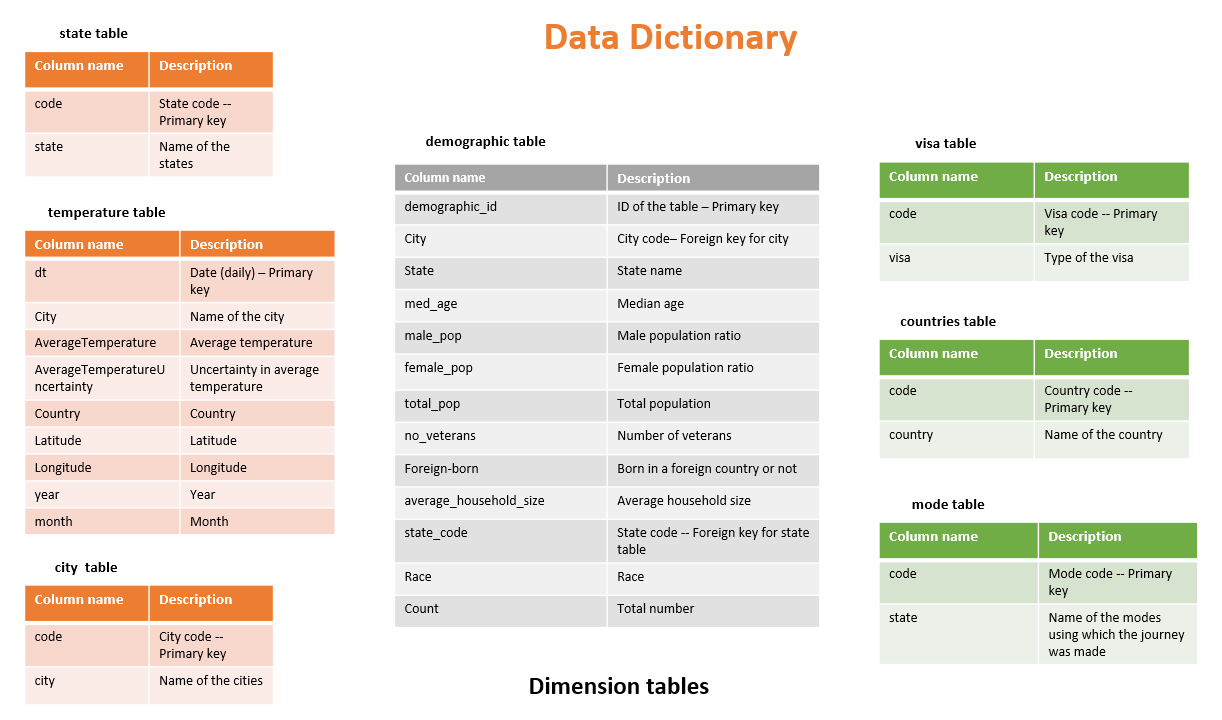 Data Dictionary
state table
Column name Description
code State code --
Primary key
state Name of the
states
temperature table
Column name Description
dt Date (daily) – Primary
key
City Name of the city
AverageTemperature Average temperature
AverageTemperatureU Uncertainty in average
ncertainty temperature
Country Country
Latitude Latitude
Longitude Longitude
year Year
month Month
city table
Column name Description
code City code --
Primary key
city Name of the cities
demographic table
Column name Description
demographic_id ID of the table – Primary key
City City code– Foreign key for city
State State name
med_age Median age
male_pop Male population ratio
female_pop Female population ratio
total_pop Total population
no_veterans Number of veterans
Foreign-born Born in a foreign country or not
average_household_size Average household size
state_code State code -- Foreign key for state
table
Race Race
Count Total number
visa table
Column name Description
code Visa code -- Primary
key
visa Type of the visa
countries table
Column name Description
code Country code --
Primary key
country Name of the country
mode table
Column name Description
code Mode code -- Primary
key
state Name of the modes
using which the journey
was made
Dimension tables